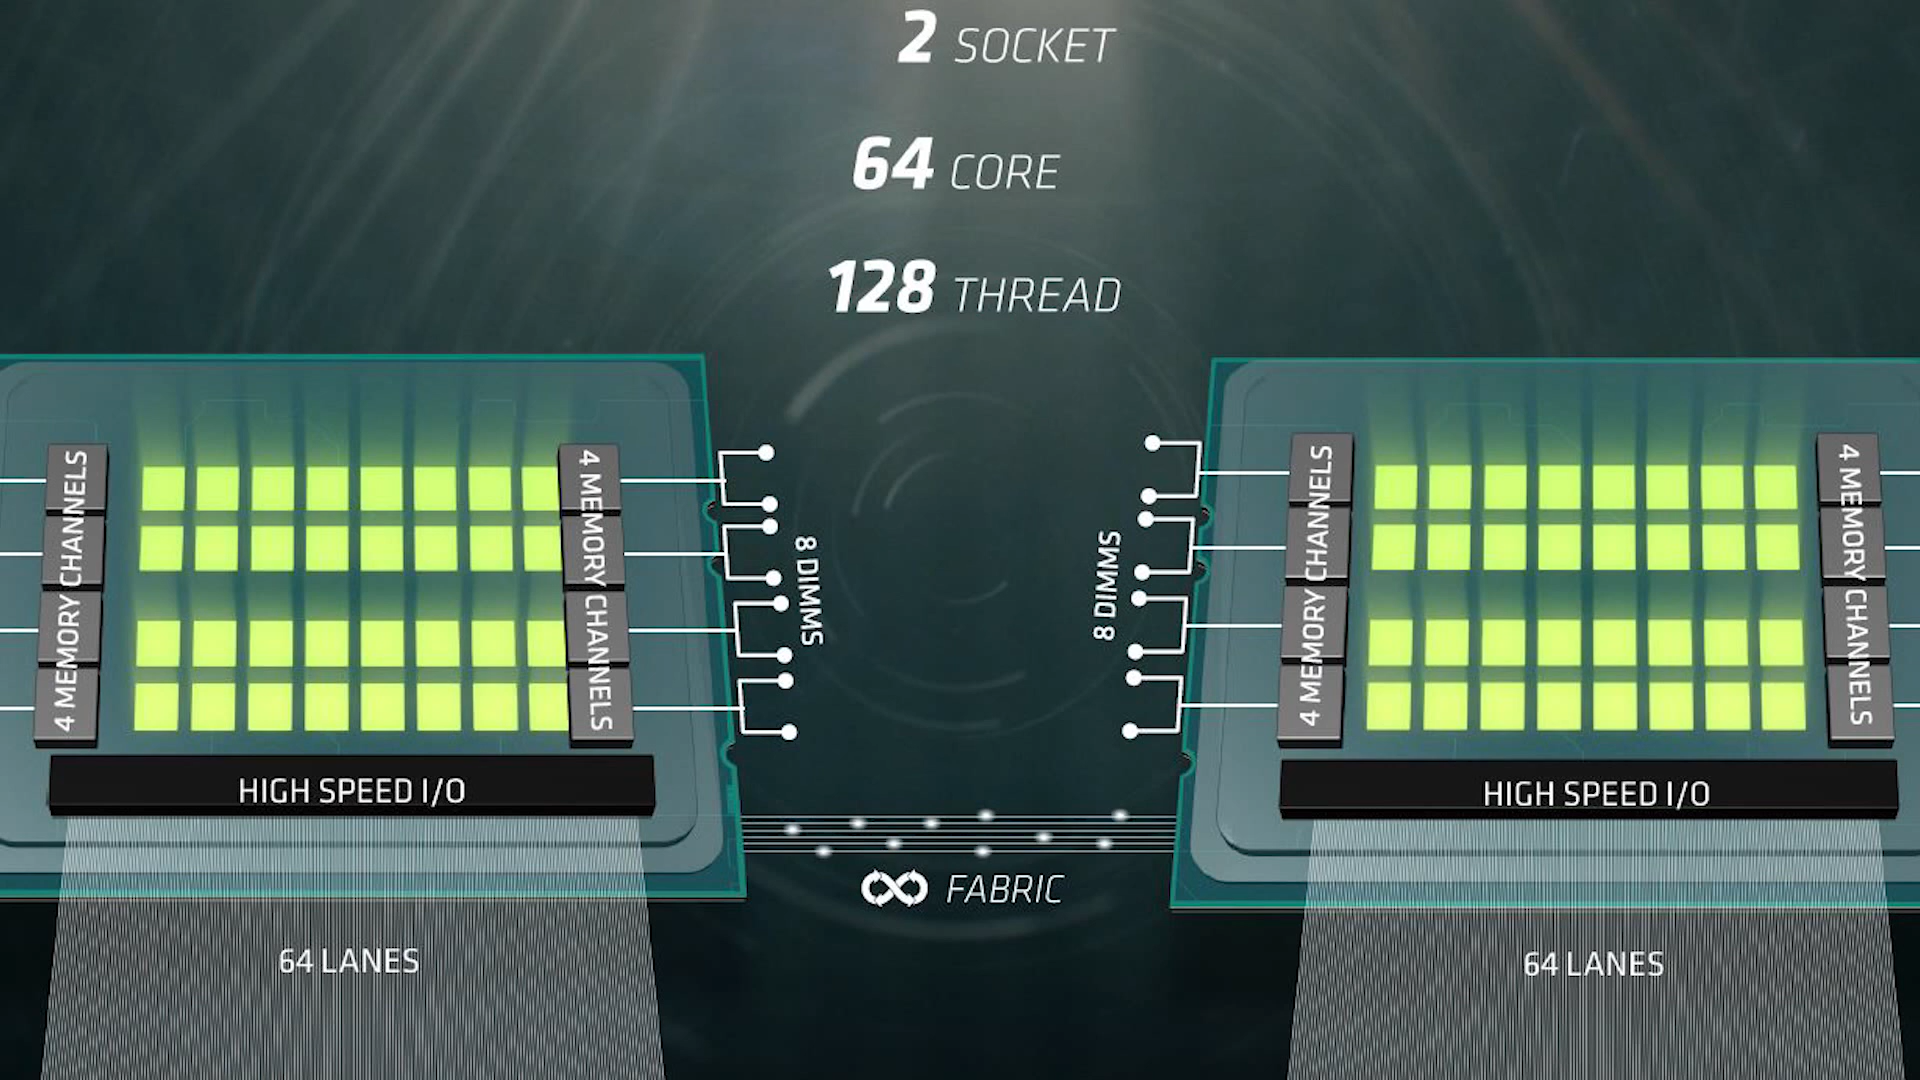 2 SOCKET
64 CORE
128 THREAD
4 MEMORY CHANNELS
4 MEMORY CHANNELS
8 DIMMS
8 DIMMS
4 MEMORY CHANNELS
4 MEMORY CHANNELS
HIGH SPEED I/O
HIGH SPEED I/O
FABRIC
64 LANES
64 LANES